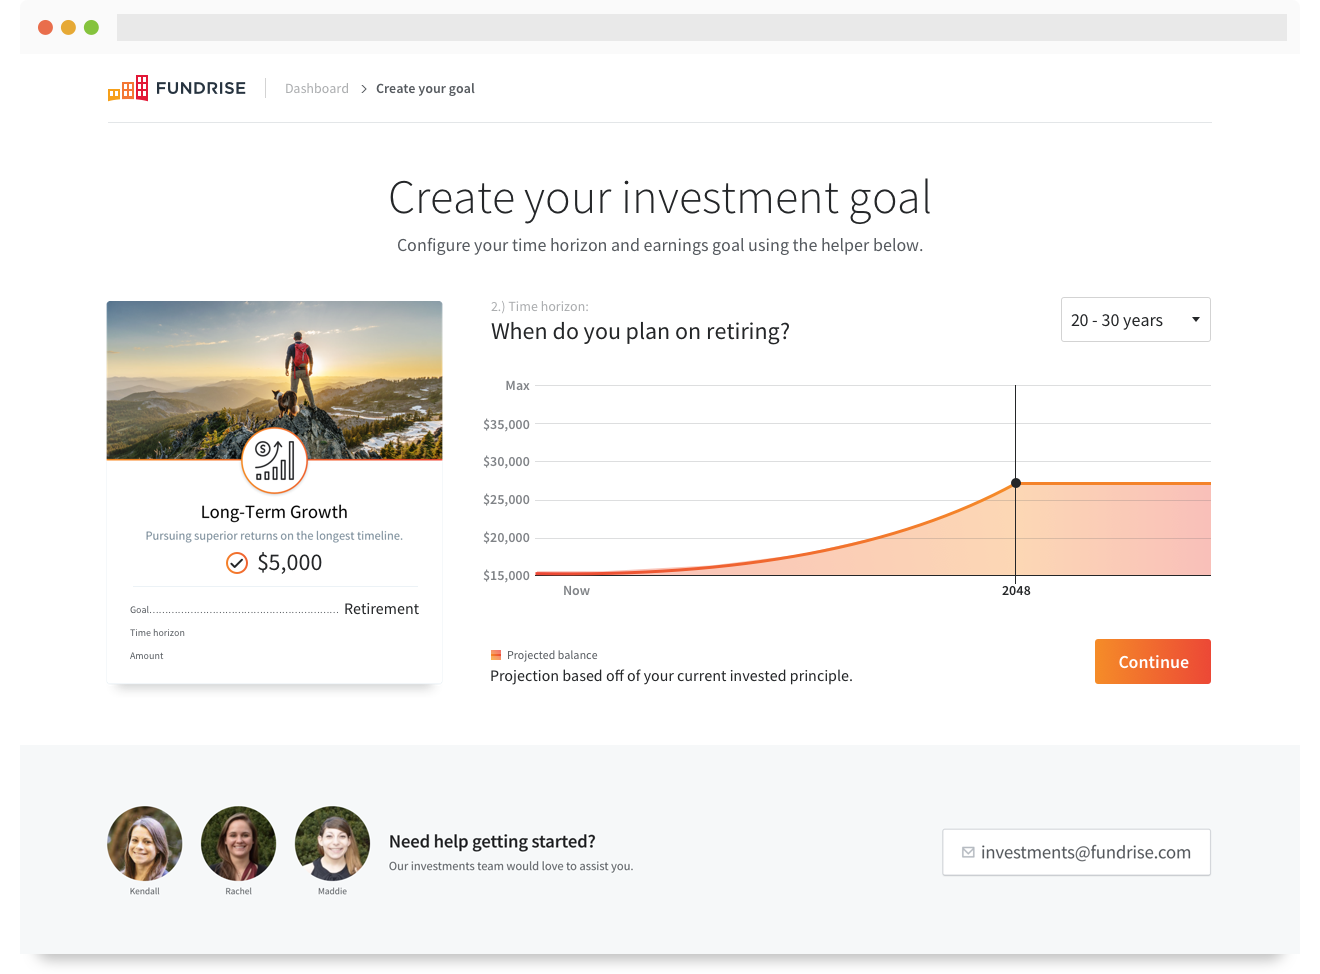 FUNDRISE
Dashboard > Create your goal
Create your investment goal
Configure your time horizon and earnings goal using the helper below.
$
Long-Term Growth
Pursuing superior returns on the longest timeline.
$5,000
Goal............................................................ Retirement
Time horizon
Amount
2.) Time horizon:
When do you plan on retiring?
20 - 30 years
Max
$35,000
$30,000
$25,000
$20,000
$15,000
Now
2048
Projected balance
Projection based off of your current invested principle.
Continue
Kendall
Rachel
Maddie
Need help getting started?
Our investments team would love to assist you.
investments@fundrise.com